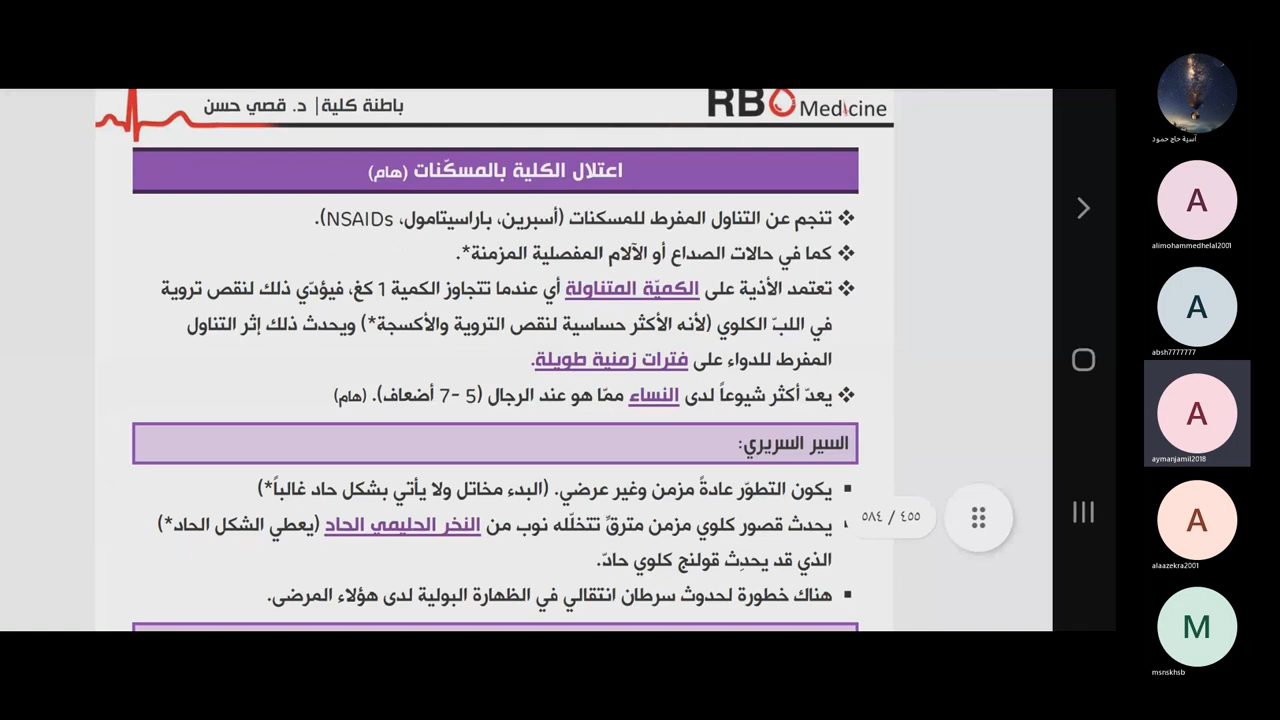 باطنة كلية| د. قصي حسن
RBO Medicine
اعتلال الكلية بالمسكّنات (هام)
❖ تنجم عن التناول المفرط للمسكنات (أسبرين، باراسيتامول، NSAIDs).
❖ كما في حالات الصداع أو الآلام المفصلية المزمنة*.
❖ تعتمد الأذية على الكميّة المتناولة أي عندما تتجاوز الكمية 1 كغ، فيؤدّي ذلك لنقص تروية
في اللبّ الكلوي (لأنه الأكثر حساسية لنقص التروية والأكسجة*) ويحدث ذلك إثر التناول
المفرط للدواء على فترات زمنية طويلة.
❖ يعدّ أكثر شيوعاً لدى النساء ممّا هو عند الرجال (5 -7 أضعاف). (هام)
السير السريري:
▪ يكون التطوّر عادةً مزمن وغير عرضي. (البدء مخاتل ولا يأتي بشكل حاد غالباً*)
يحدث قصور كلوي مزمن مترقٍّ تتخلّله نوب من النخر الحليمي الحاد (يعطي الشكل الحاد*)
الذي قد يحدِث قولنج كلوي حادّ.
▪ هناك خطورة لحدوث سرطان انتقالي في الظهارة البولية لدى هؤلاء المرضى.
٤٥٥ / ٥٨٤
آسية حاج حمود
A
alimohammedhelal2001
A
absh7777777
A
aymanjamil2018
A
alaazekra2001
M
msnskhsb